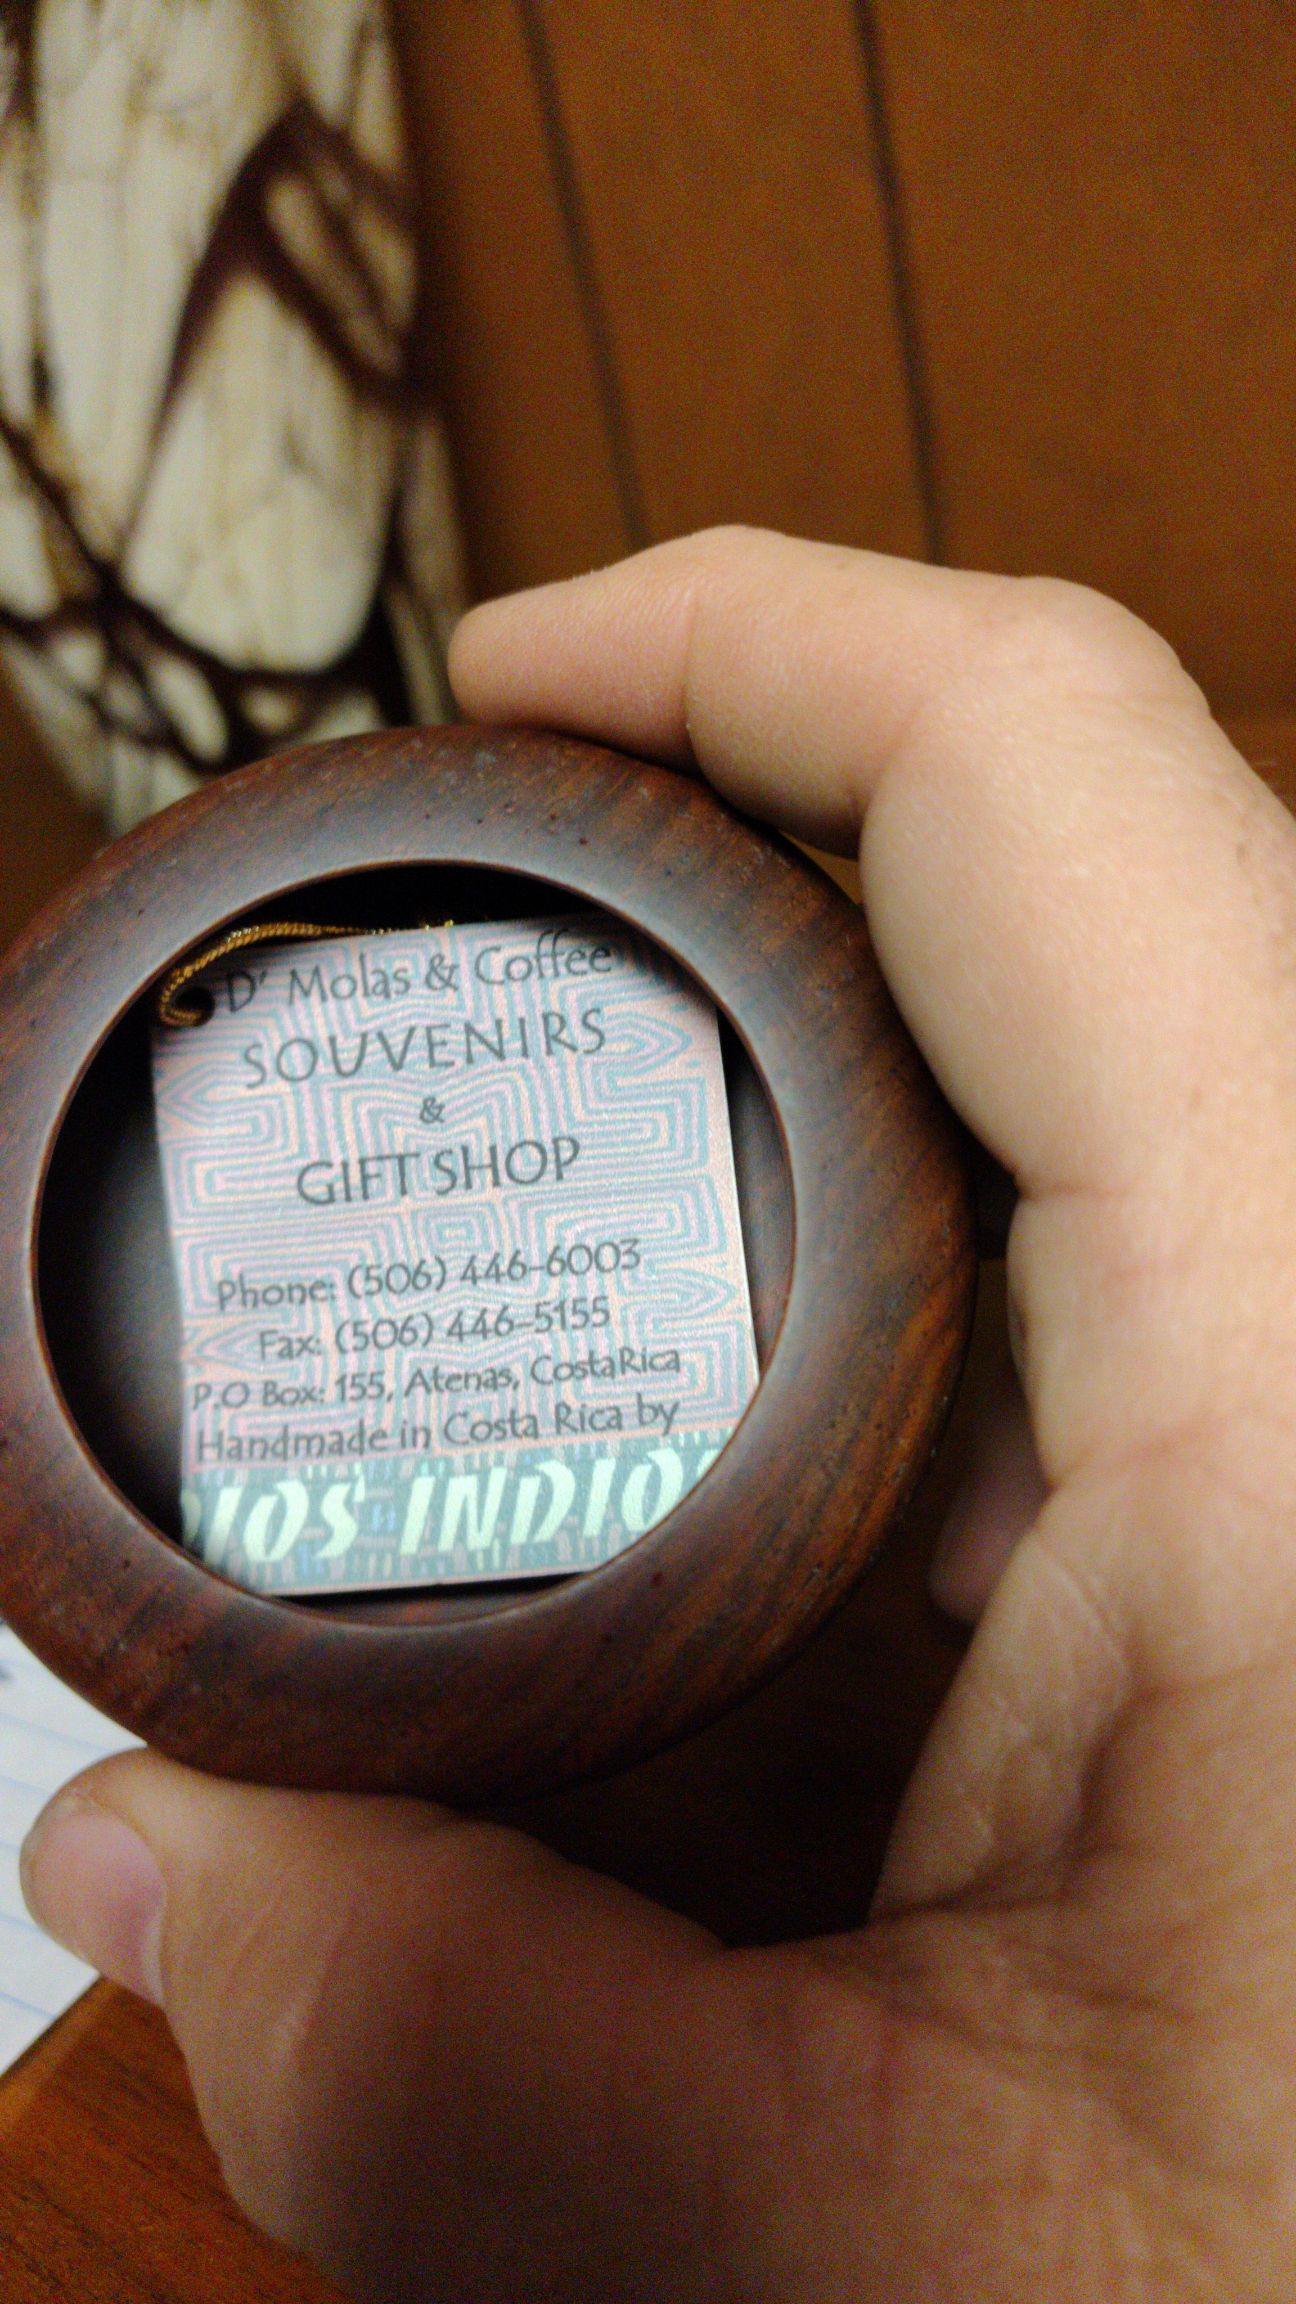 D' Molas & Coffee
SOUVENIRS
&
GIFT SHOP
Phone: (506) 446-6003
Fax: (506) 446-5155
P.O Box: 155, Atenas, CostaRica
Handmade in Costa Rica by